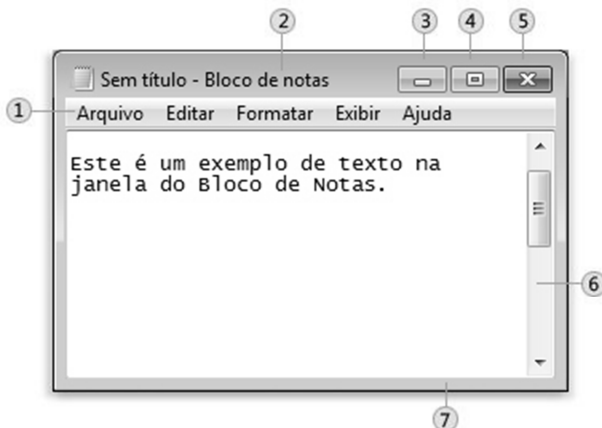 2
3
4
5
Sem título - Bloco de notas
1
Arquivo Editar Formatar Exibir Ajuda
Este é um exemplo de texto na
janela do Bloco de Notas.
6
7